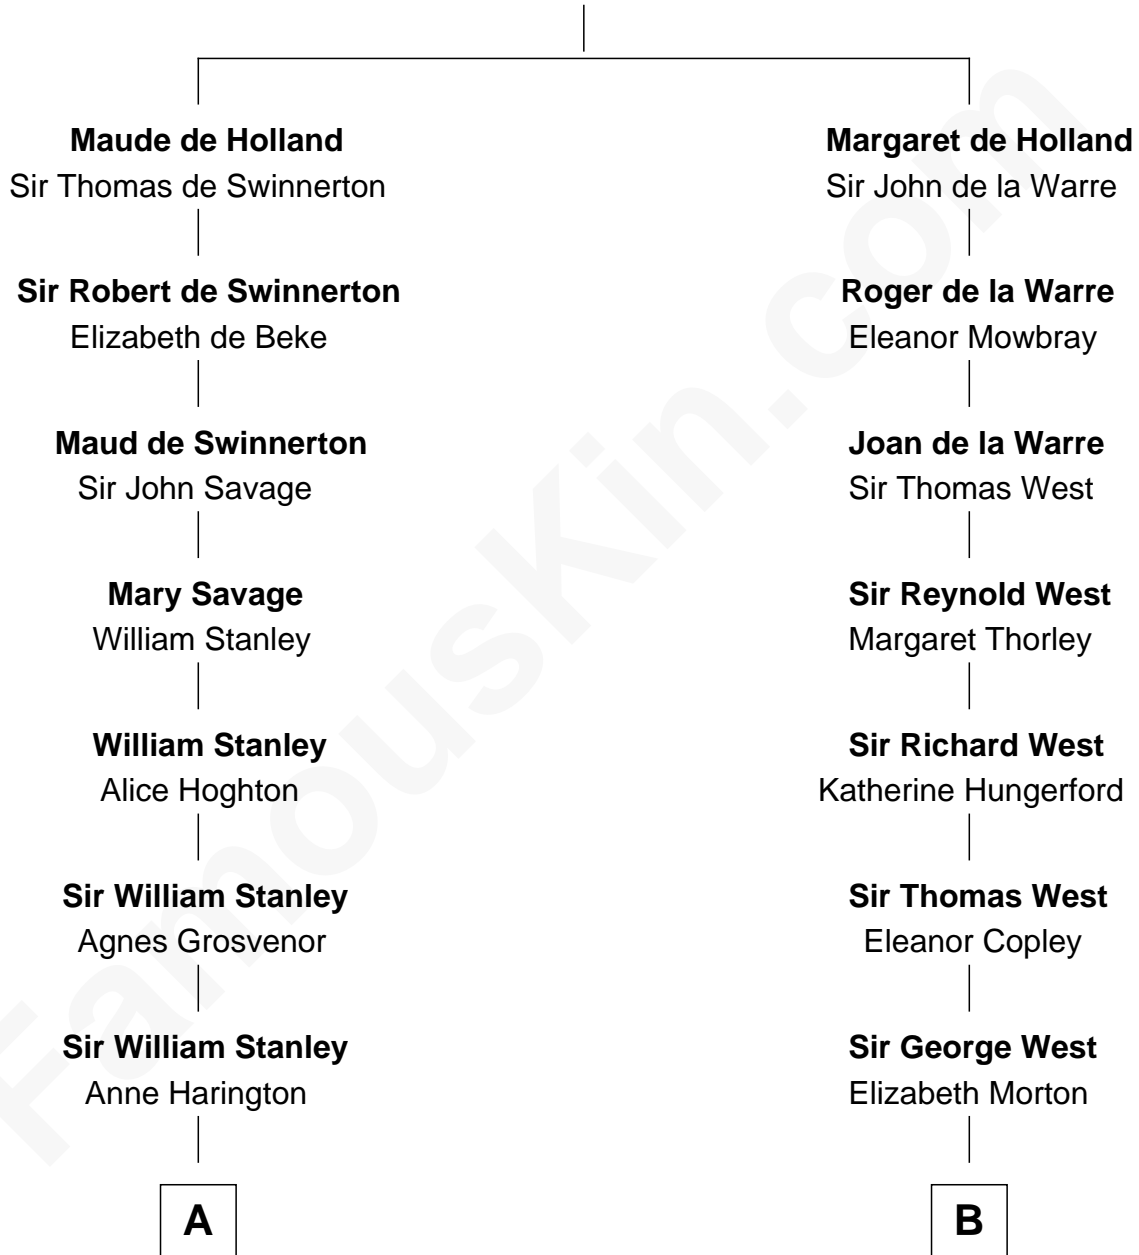 Maude de Holland
Sir Thomas de Swinnerton
Sir Robert de Swinnerton
Elizabeth de Beke
Maud de Swinnerton
Sir John Savage
Mary Savage
William Stanley
William Stanley
Alice Hoghton
Sir William Stanley
Agnes Grosvenor
Sir William Stanley
Anne Harington
A
Margaret de Holland
Sir John de la Warre
Roger de la Warre
Eleanor Mowbray
Joan de la Warre
Sir Thomas West
Sir Reynold West
Margaret Thorley
Sir Richard West
Katherine Hungerford
Sir Thomas West
Eleanor Copley
Sir George West
Elizabeth Morton
B
FamousKin.com